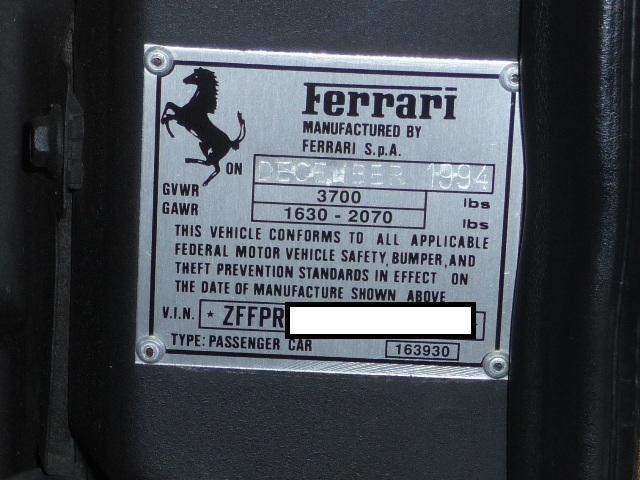 Ferrari
MANUFACTURED BY
FERRARI S.p.A.
ON DECEMBER 1994
GVWR 3700 lbs
GAWR 1630 - 2070 lbs
THIS VEHICLE CONFORMS TO ALL APPLICABLE
FEDERAL MOTOR VEHICLE SAFETY, BUMPER, AND
THEFT PREVENTION STANDARDS IN EFFECT ON
THE DATE OF MANUFACTURE SHOWN ABOVE
V.I.N. * ZFFPR
TYPE: PASSENGER CAR 163930